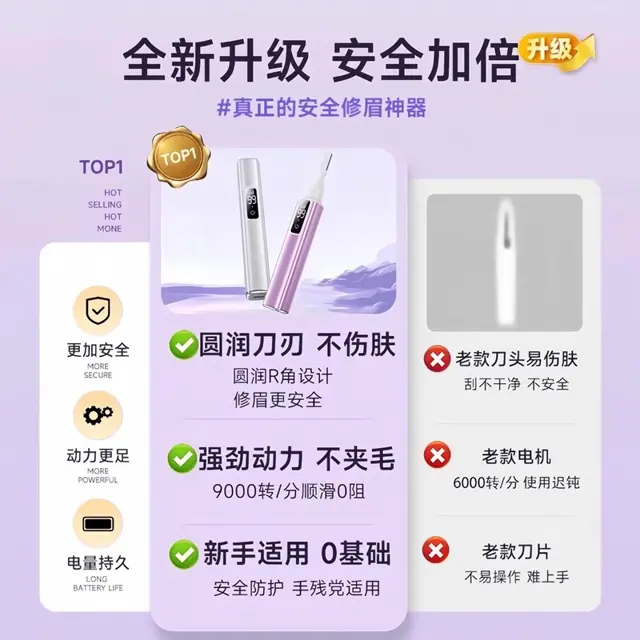 全新升级 安全加倍
升级
#真正的安全修眉神器
TOP1
HOT
SELLING
HOT
MONE
TOP1
更加安全
MORE
SECURE
动力更足
MORE
POWERFUL
电量持久
LONG
BATTERY LIFE
圆润刀刃 不伤肤
圆润R角设计
修眉更安全
强劲动力 不夹毛
9000转/分顺滑0阻
新手适用 0基础
安全防护 手残党适用
老款刀头易伤肤
刮不干净 不安全
老款电机
6000转/分 使用迟钝
老款刀片
不易操作 难上手